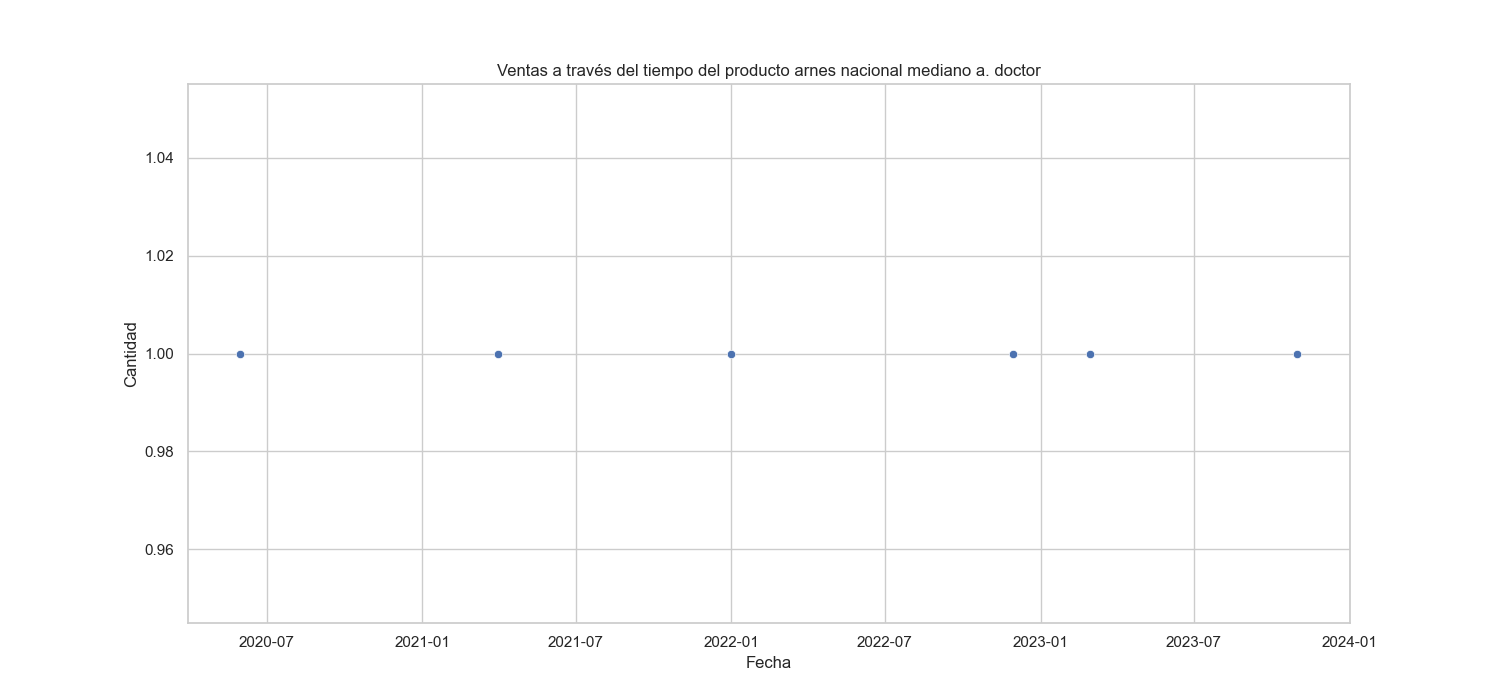 Ventas a través del tiempo del producto arnes nacional mediano a. doctor
1.04
1.02
1.00
0.98
0.96
Cantidad
2020-07 2021-01 2021-07 2022-01 2022-07 2023-01 2023-07 2024-01
Fecha